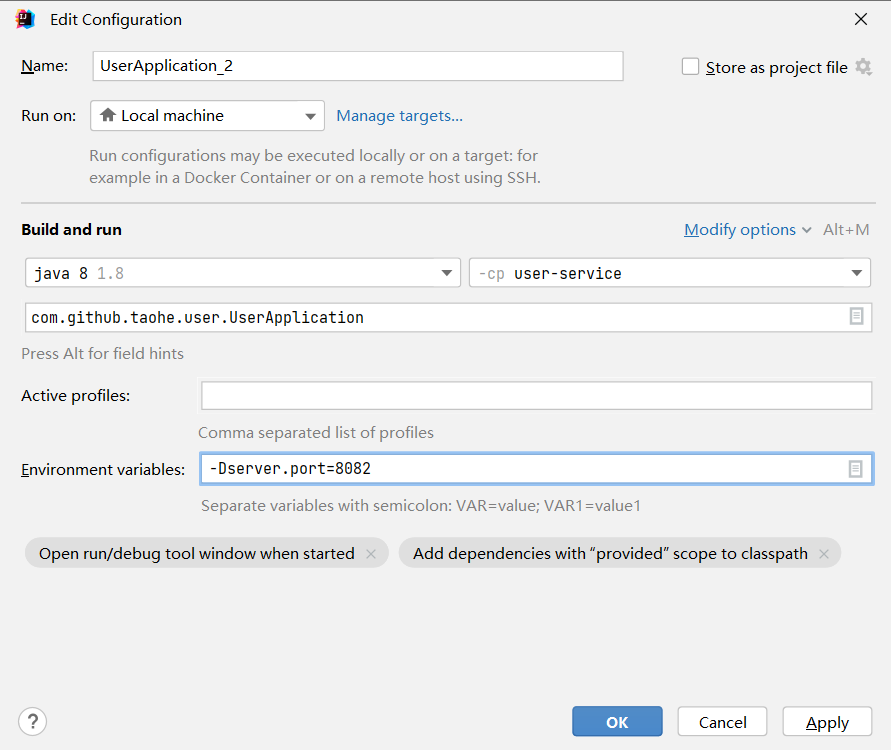 Edit Configuration
Name: UserApplication_2 Store as project file
Run on: Local machine Manage targets...
Run configurations may be executed locally or on a target: for
example in a Docker Container or on a remote host using SSH.
Build and run Modify options Alt+M
java 8 1.8 -cp user-service
com.github.taohe.user.UserApplication
Press Alt for field hints
Active profiles:
Comma separated list of profiles
Environment variables: -Dserver.port=8082
Separate variables with semicolon: VAR=value; VAR1=value1
Open run/debug tool window when started Add dependencies with “provided” scope to classpath
? OK Cancel Apply